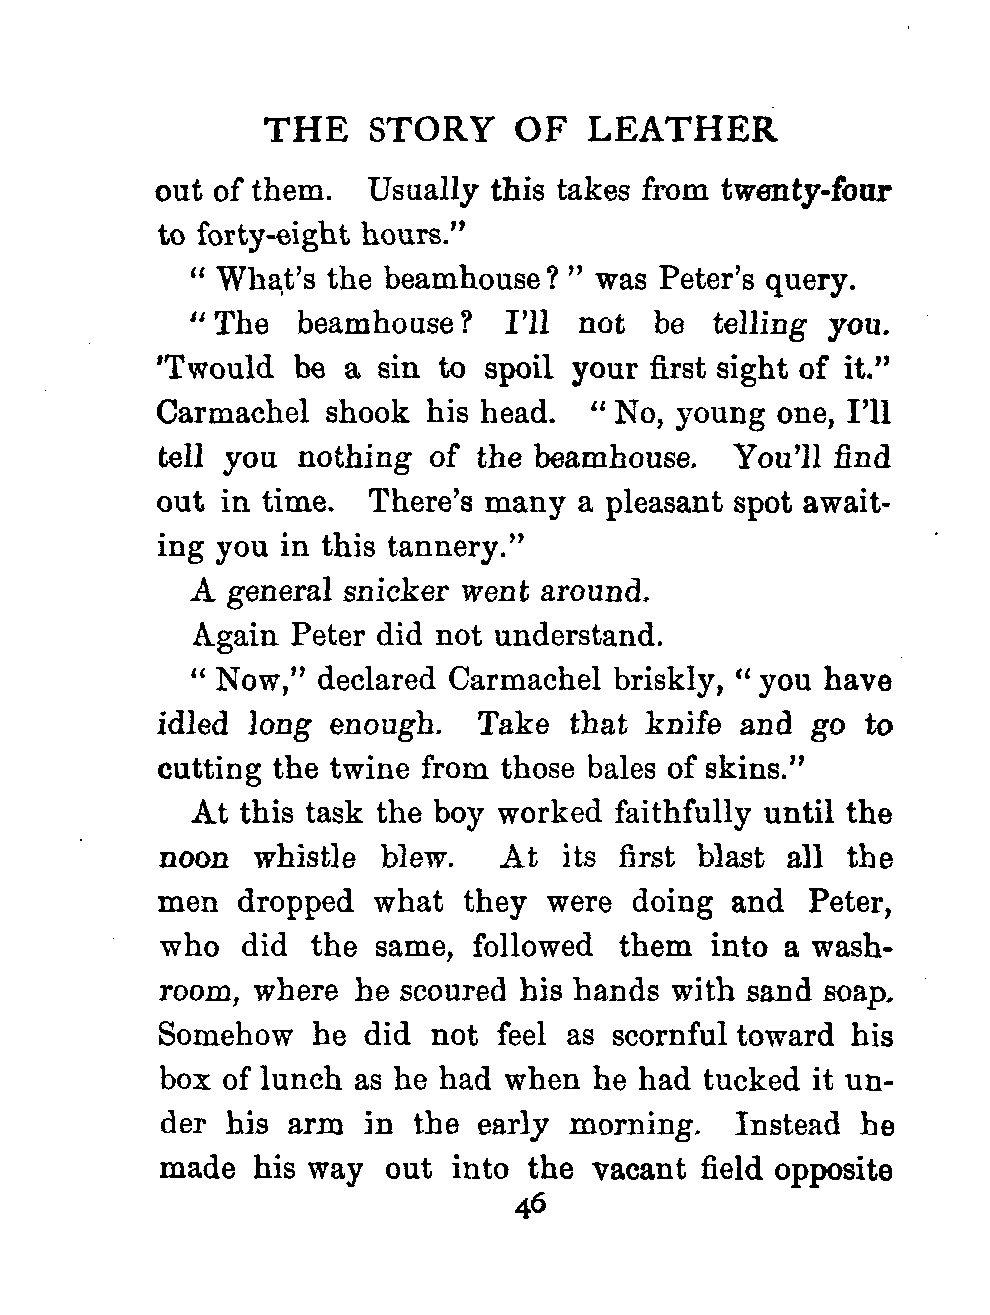 THE STORY OF LEATHER
out of them. Usually this takes from twenty-four
to forty-eight hours.”
“ What’s the beamhouse? ” was Peter’s query.
“ The beamhouse? I’ll not be telling you.
’Twould be a sin to spoil your first sight of it.”
Carmachel shook his head. “ No, young one, I’ll
tell you nothing of the beamhouse. You’ll find
out in time. There’s many a pleasant spot await-
ing you in this tannery.”
A general snicker went around.
Again Peter did not understand.
“ Now,” declared Carmachel briskly, “ you have
idled long enough. Take that knife and go to
cutting the twine from those bales of skins.”
At this task the boy worked faithfully until the
noon whistle blew. At its first blast all the
men dropped what they were doing and Peter,
who did the same, followed them into a wash-
room, where he scoured his hands with sand soap.
Somehow he did not feel as scornful toward his
box of lunch as he had when he had tucked it un-
der his arm in the early morning. Instead he
made his way out into the vacant field opposite
46